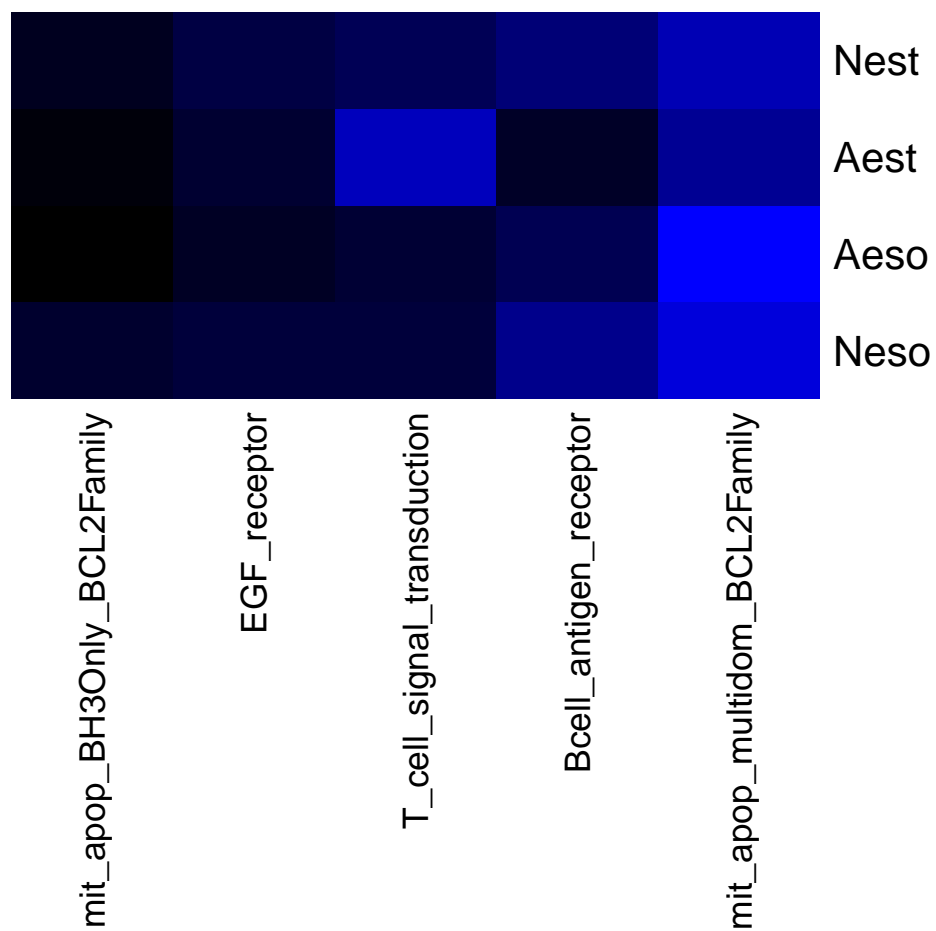 Nest
Aest
Aeso
Neso
mit_apop_BH3Only_BCL2Family
EGF_receptor
T_cell_signal_transduction
Bcell_antigen_receptor
mit_apop_multidom_BCL2Family